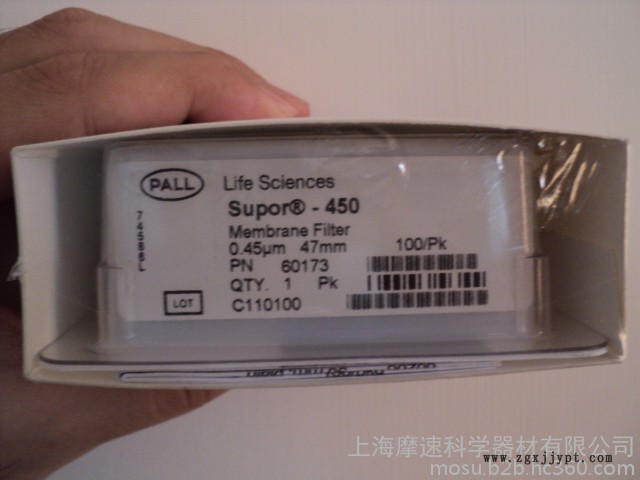 PALL
Life Sciences
Supor® - 450
Membrane Filter
0.45µm 47mm 100/Pk
PN 60173
QTY. 1 Pk
LOT C110100
74586L
上海摩速科学器材有限公司
www.zgxjjypt.com
mosu.b2b.hc360.com